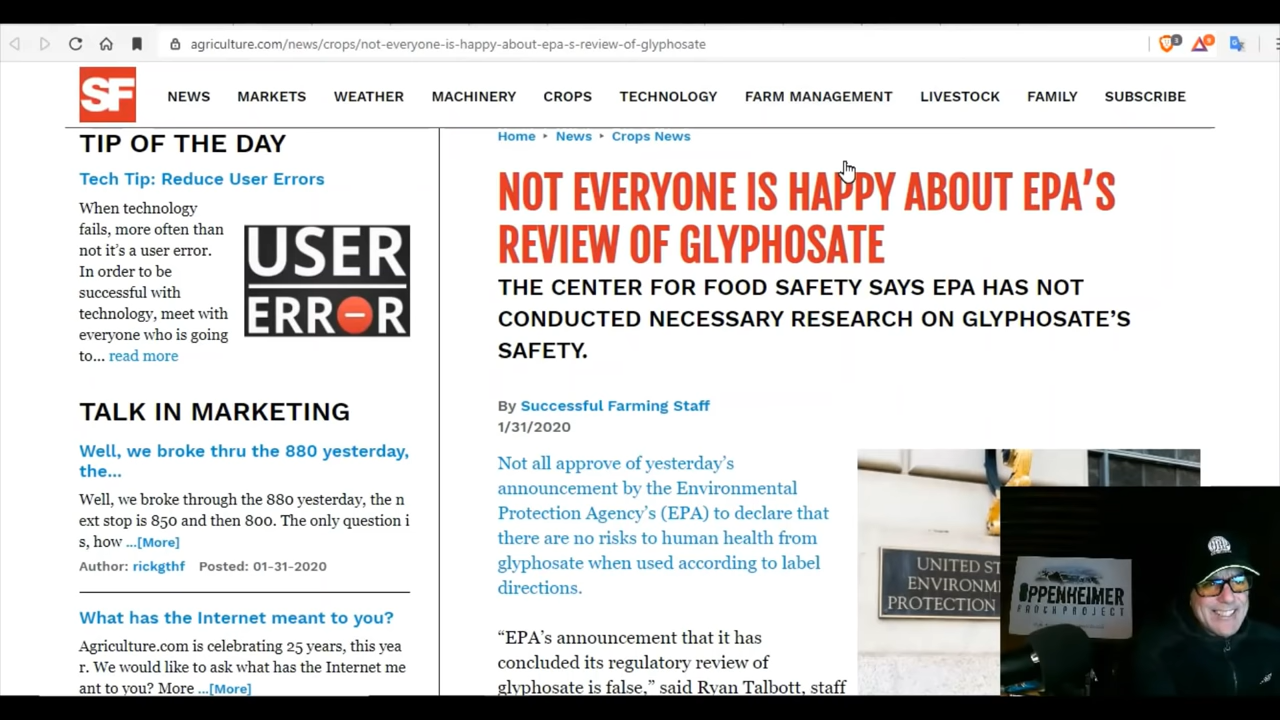 agriculture.com/news/crops/not-everyone-is-happy-about-epa-s-review-of-glyphosate
SF
NEWS MARKETS WEATHER MACHINERY CROPS TECHNOLOGY FARM MANAGEMENT LIVESTOCK FAMILY SUBSCRIBE
TIP OF THE DAY
Tech Tip: Reduce User Errors
When technology
fails, more often than
not it's a user error.
In order to be
successful with
technology, meet with
everyone who is going
to... read more
USER
ERROR
TALK IN MARKETING
Well, we broke thru the 880 yesterday,
the...
Well, we broke through the 880 yesterday, the n
ext stop is 850 and then 800. The only question i
s, how ...[More]
Author: rickgthf Posted: 01-31-2020
What has the Internet meant to you?
Agriculture.com is celebrating 25 years, this yea
r. We would like to ask what has the Internet me
ant to you? More ...[More]
Home ‣ News ‣ Crops News
NOT EVERYONE IS HAPPY ABOUT EPA'S
REVIEW OF GLYPHOSATE
THE CENTER FOR FOOD SAFETY SAYS EPA HAS NOT
CONDUCTED NECESSARY RESEARCH ON GLYPHOSATE'S
SAFETY.
By Successful Farming Staff
1/31/2020
Not all approve of yesterday's
announcement by the Environmental
Protection Agency's (EPA) to declare that
there are no risks to human health from
glyphosate when used according to label
directions.
"EPA's announcement that it has
concluded its regulatory review of
glyphosate is false," said Ryan Talbott, staff
UNITED ST
ENVIRONM
PROTECTION
OPPENHEIMER
RANCH PROJECT